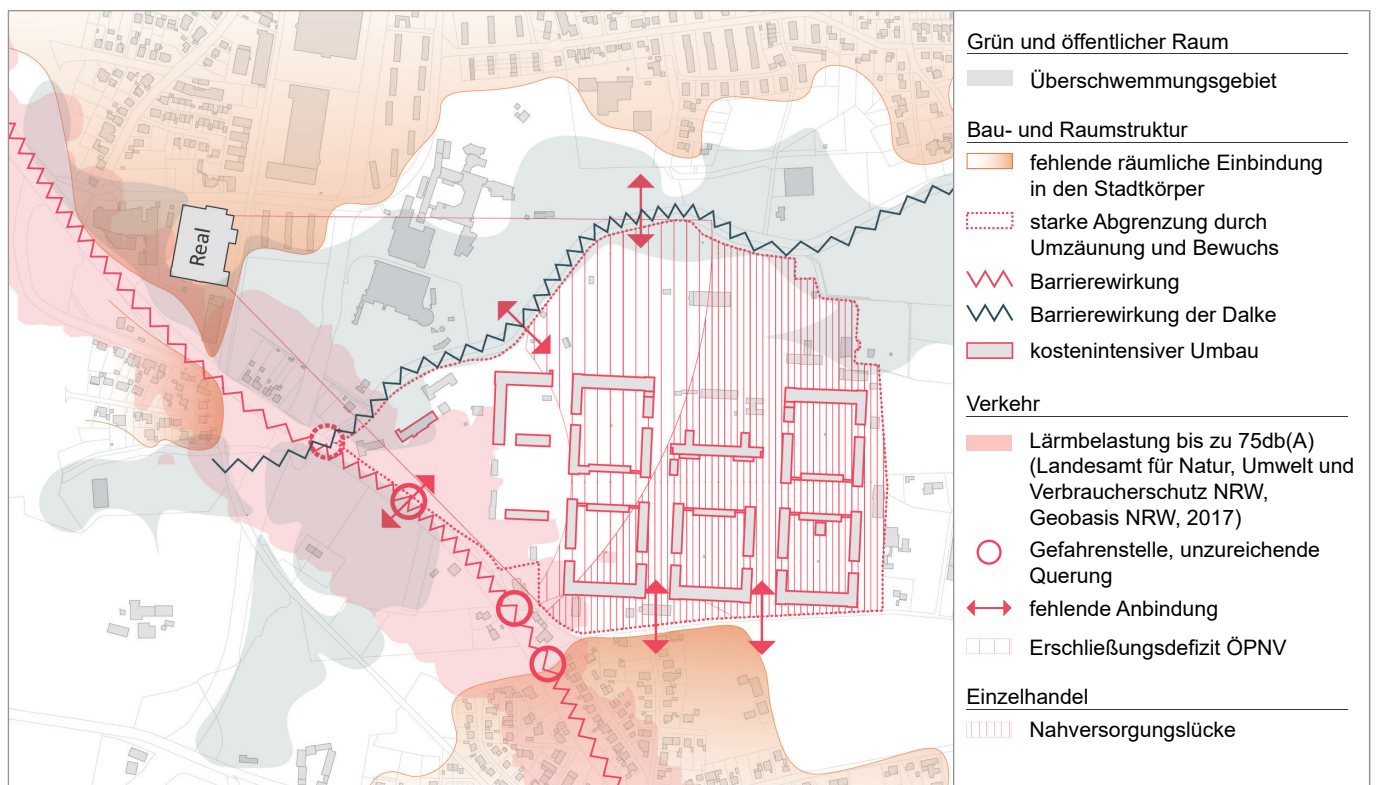 Real
Grün und öffentlicher Raum
Überschwemmungsgebiet
Bau- und Raumstruktur
fehlende räumliche Einbindung
in den Stadtkörper
starke Abgrenzung durch
Umzäunung und Bewuchs
Barrierewirkung
Barrierewirkung der Dalke
kostenintensiver Umbau
Verkehr
Lärmbelastung bis zu 75db(A)
(Landesamt für Natur, Umwelt und
Verbraucherschutz NRW,
Geobasis NRW, 2017)
Gefahrenstelle, unzureichende
Querung
fehlende Anbindung
Erschließungsdefizit ÖPNV
Einzelhandel
Nahversorgungslücke